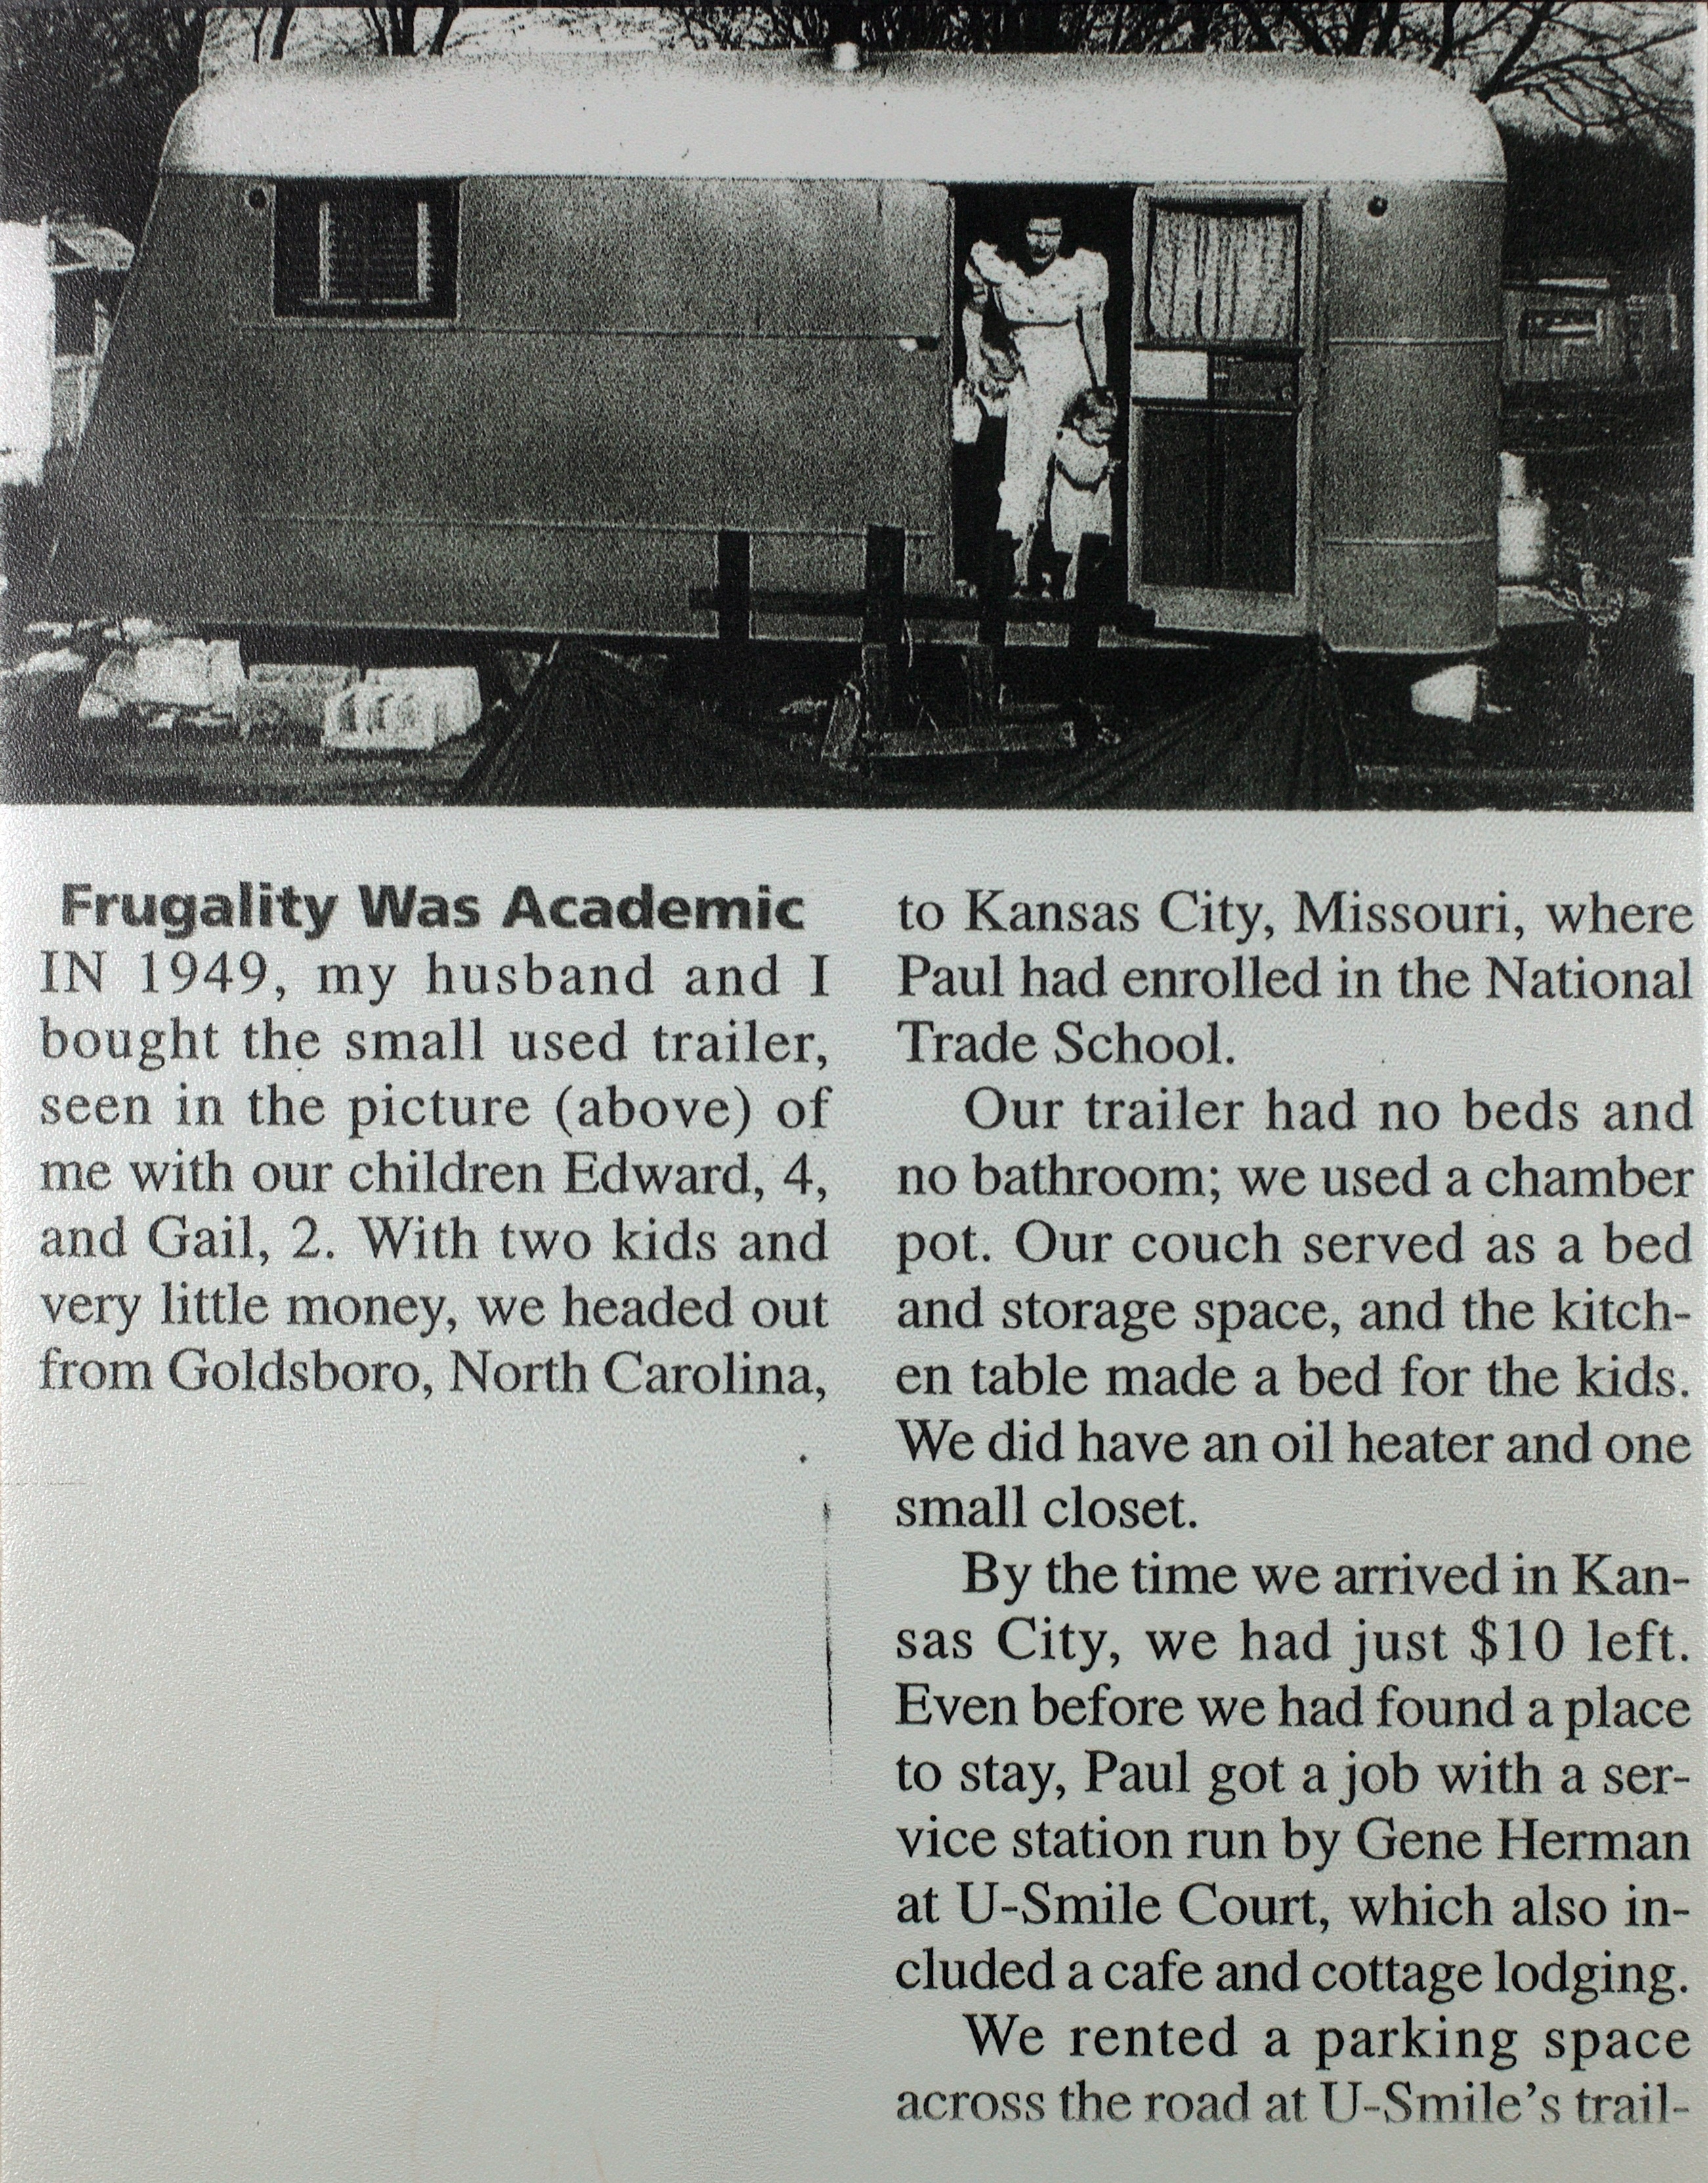 Frugality Was Academic
IN 1949, my husband and I
bought the small used trailer,
seen in the picture (above) of
me with our children Edward, 4,
and Gail, 2. With two kids and
very little money, we headed out
from Goldsboro, North Carolina,
to Kansas City, Missouri, where
Paul had enrolled in the National
Trade School.
Our trailer had no beds and
no bathroom; we used a chamber
pot. Our couch served as a bed
and storage space, and the kitch-
en table made a bed for the kids.
We did have an oil heater and one
small closet.
By the time we arrived in Kan-
sas City, we had just $10 left.
Even before we had found a place
to stay, Paul got a job with a ser-
vice station run by Gene Herman
at U-Smile Court, which also in-
cluded a cafe and cottage lodging.
We rented a parking space
across the road at U-Smile's trail-